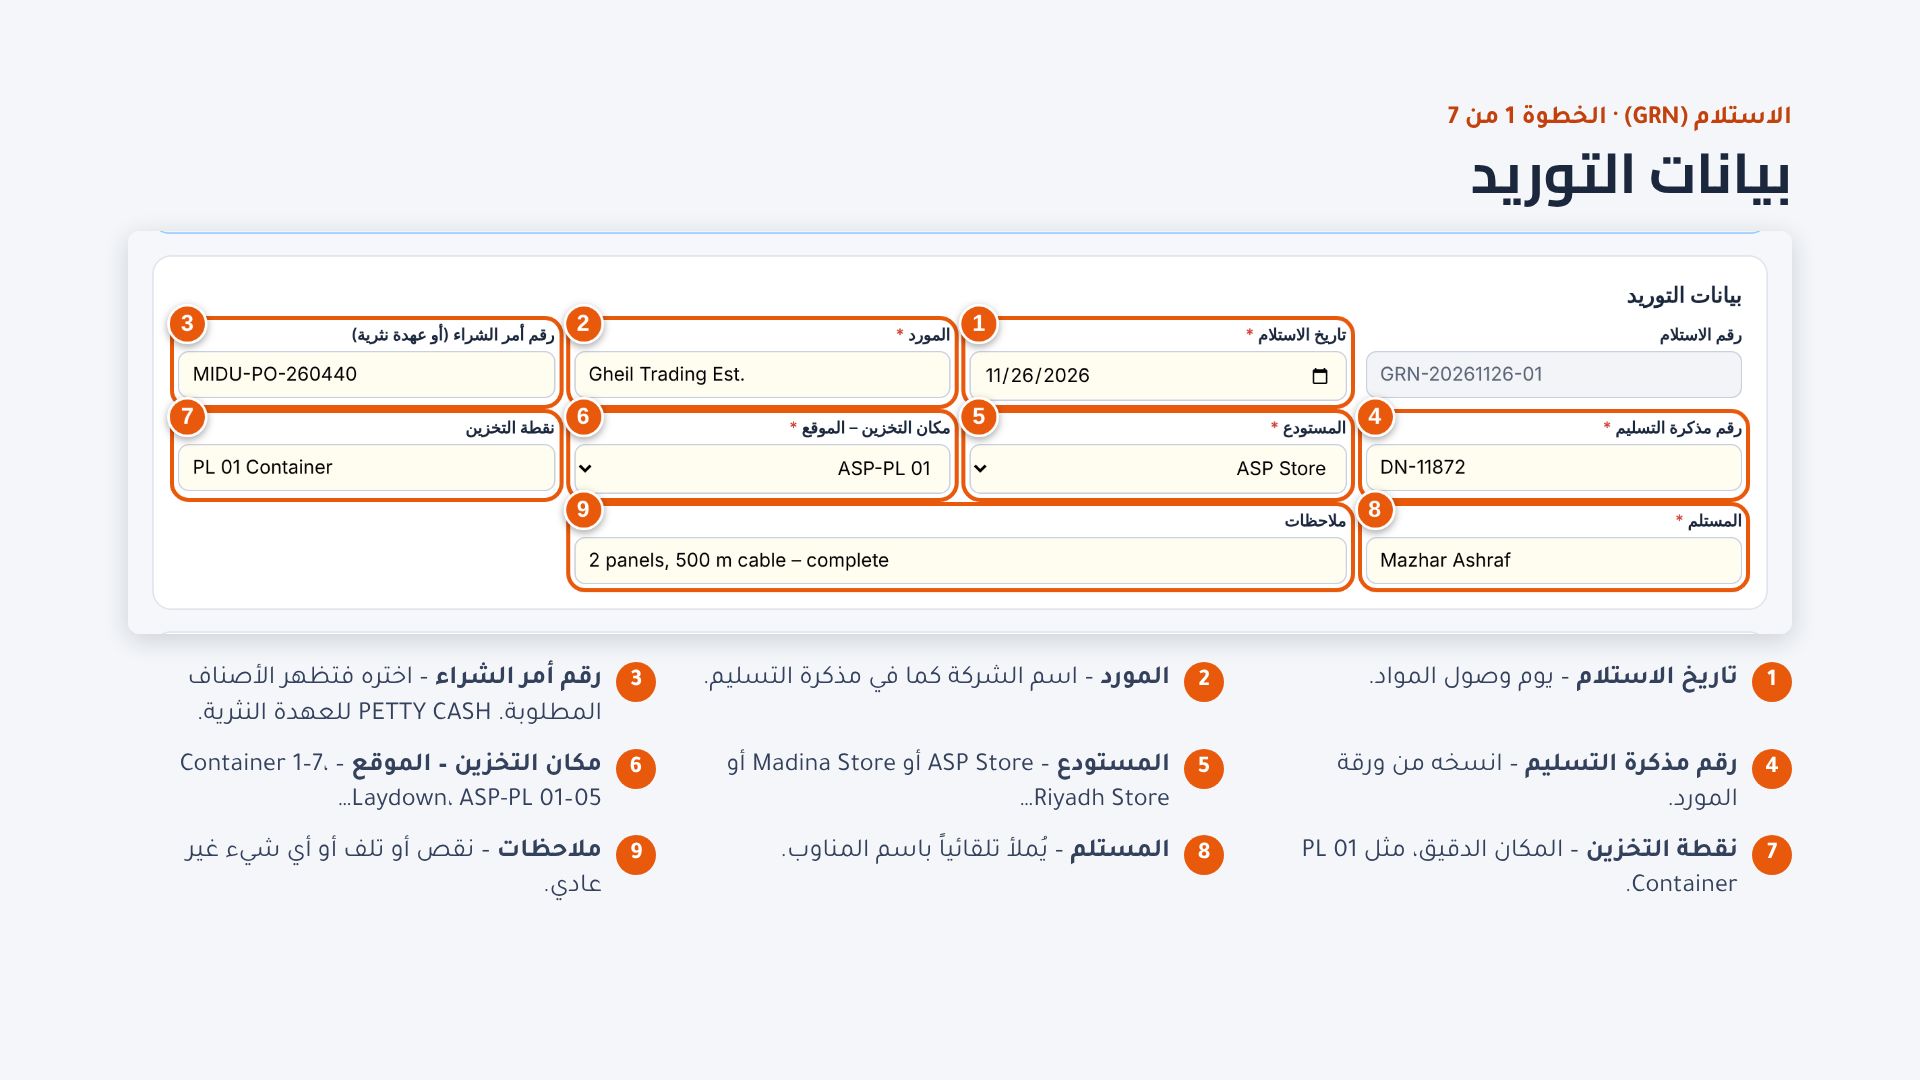 الاستلام (GRN) · الخطوة 1 من 7
بيانات التوريد
بيانات التوريد
رقم الاستلام
GRN-20261126-01
1
تاريخ الاستلام *
11/26/2026
2
المورد *
Gheil Trading Est.
3
رقم أمر الشراء (أو عهدة نثرية)
MIDU-PO-260440
4
رقم مذكرة التسليم *
DN-11872
5
المستودع *
ASP Store
6
مكان التخزين – الموقع *
ASP-PL 01
7
نقطة التخزين
PL 01 Container
8
المستلم *
Mazhar Ashraf
9
ملاحظات
2 panels, 500 m cable – complete
1
تاريخ الاستلام – يوم وصول المواد.
2
المورد – اسم الشركة كما في مذكرة التسليم.
3
رقم أمر الشراء – اختره فتظهر الأصناف
المطلوبة. PETTY CASH للعهدة النثرية.
4
رقم مذكرة التسليم – انسخه من ورقة
المورد.
5
المستودع – ASP Store أو Madina Store أو
Riyadh Store…
6
مكان التخزين – الموقع – Container 1–7،
Laydown، ASP-PL 01–05…
7
نقطة التخزين – المكان الدقيق، مثل PL 01
Container.
8
المستلم – يُملأ تلقائياً باسم المناوب.
9
ملاحظات – نقص أو تلف أو أي شيء غير
عادي.